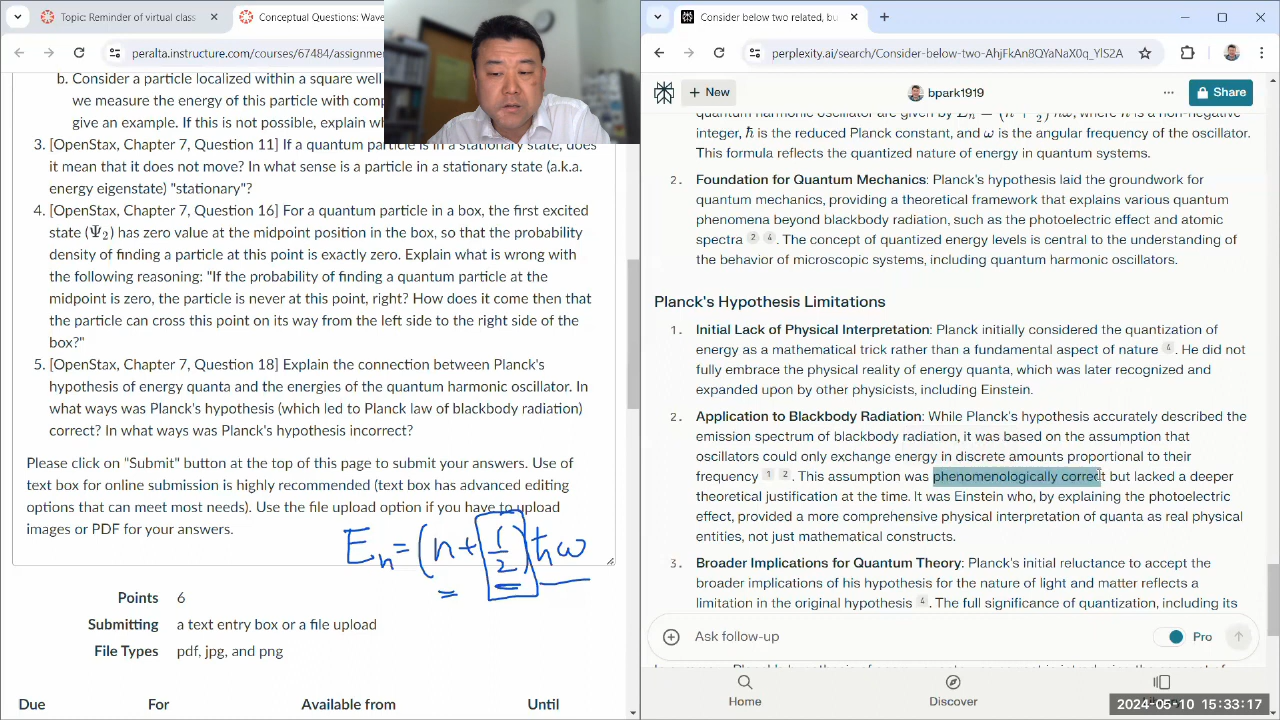 Topic: Reminder of virtual class
Conceptual Questions: Wave
peralta.instructure.com/courses/67484/assignme
b. Consider a particle localized within a square well
we measure the energy of this particle with comp
give an example. If this is not possible, explain wh
3. [OpenStax, Chapter 7, Question 11] If a quantum particle is in a stationary state, does
it mean that it does not move? In what sense is a particle in a stationary state (a.k.a.
energy eigenstate) "stationary"?
4. [OpenStax, Chapter 7, Question 16] For a quantum particle in a box, the first excited
state (Ψ2) has zero value at the midpoint position in the box, so that the probability
density of finding a particle at this point is exactly zero. Explain what is wrong with
the following reasoning: "If the probability of finding a quantum particle at the
midpoint is zero, the particle is never at this point, right? How does it come then that
the particle can cross this point on its way from the left side to the right side of the
box?"
5. [OpenStax, Chapter 7, Question 18] Explain the connection between Planck's
hypothesis of energy quanta and the energies of the quantum harmonic oscillator. In
what ways was Planck's hypothesis (which led to Planck law of blackbody radiation)
correct? In what ways was Planck's hypothesis incorrect?
Please click on "Submit" button at the top of this page to submit your answers. Use of
text box for online submission is highly recommended (text box has advanced editing
options that can meet most needs). Use the file upload option if you have to upload
images or PDF for your answers.
En = (n + 1/2) ħω
Points 6
Submitting a text entry box or a file upload
File Types pdf, jpg, and png
Due For Available from Until
Consider below two related, bu
perplexity.ai/search/Consider-below-two-AhjFkAn8QYaNaX0R_YlS2A
New
bpark1919
Share
quantum harmonic oscillator are given by
integer, ħ is the reduced Planck constant, and ω is the angular frequency of the oscillator.
This formula reflects the quantized nature of energy in quantum systems.
2. Foundation for Quantum Mechanics: Planck's hypothesis laid the groundwork for
quantum mechanics, providing a theoretical framework that explains various quantum
phenomena beyond blackbody radiation, such as the photoelectric effect and atomic
spectra 2 4 . The concept of quantized energy levels is central to the understanding of
the behavior of microscopic systems, including quantum harmonic oscillators.
Planck's Hypothesis Limitations
1. Initial Lack of Physical Interpretation: Planck initially considered the quantization of
energy as a mathematical trick rather than a fundamental aspect of nature 4 . He did not
fully embrace the physical reality of energy quanta, which was later recognized and
expanded upon by other physicists, including Einstein.
2. Application to Blackbody Radiation: While Planck's hypothesis accurately described the
emission spectrum of blackbody radiation, it was based on the assumption that
oscillators could only exchange energy in discrete amounts proportional to their
frequency 1 2 . This assumption was phenomenologically correct but lacked a deeper
theoretical justification at the time. It was Einstein who, by explaining the photoelectric
effect, provided a more comprehensive physical interpretation of quanta as real physical
entities, not just mathematical constructs.
3. Broader Implications for Quantum Theory: Planck's initial reluctance to accept the
broader implications of his hypothesis for the nature of light and matter reflects a
limitation in the original hypothesis 4 . The full significance of quantization, including its
Ask follow-up
Pro
Home
Discover
2024-05-10 15:33:17